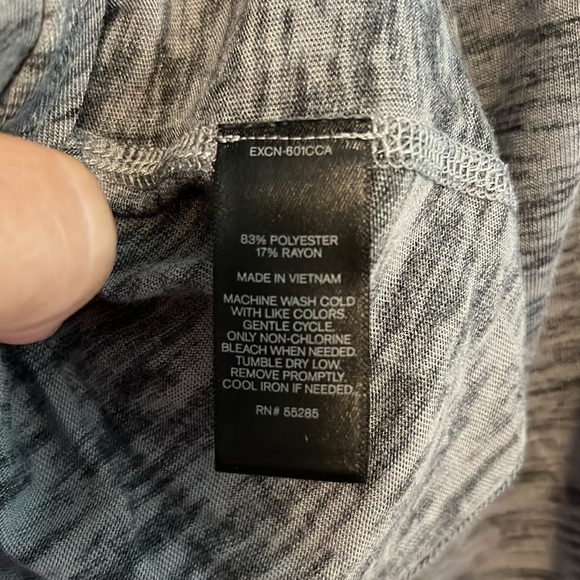 EXCN-601CCA
83% POLYESTER
17% RAYON
MADE IN VIETNAM
MACHINE WASH COLD
WITH LIKE COLORS.
GENTLE CYCLE.
ONLY NON-CHLORINE
BLEACH WHEN NEEDED.
TUMBLE DRY LOW.
REMOVE PROMPTLY.
COOL IRON IF NEEDED.
RN# 55285